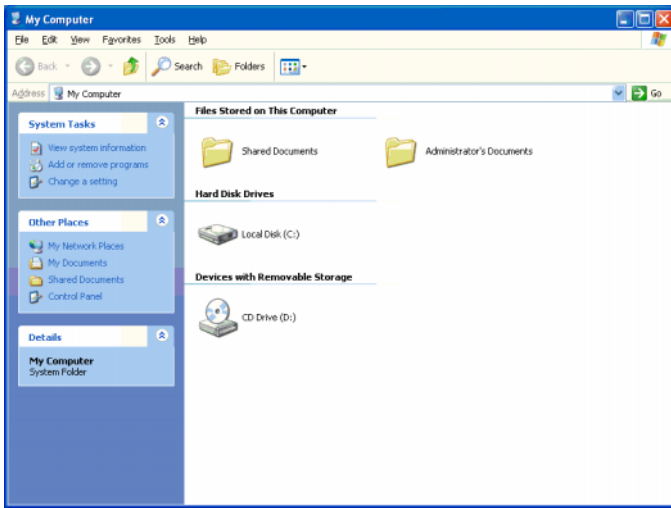 My Computer
File Edit View Favorites Tools Help
Back Search Folders
Address My Computer Go
System Tasks
View system information
Add or remove programs
Change a setting
Other Places
My Network Places
My Documents
Shared Documents
Control Panel
Details
My Computer
System Folder
Files Stored on This Computer
Shared Documents Administrator's Documents
Hard Disk Drives
Local Disk (C:)
Devices with Removable Storage
CD Drive (D:)